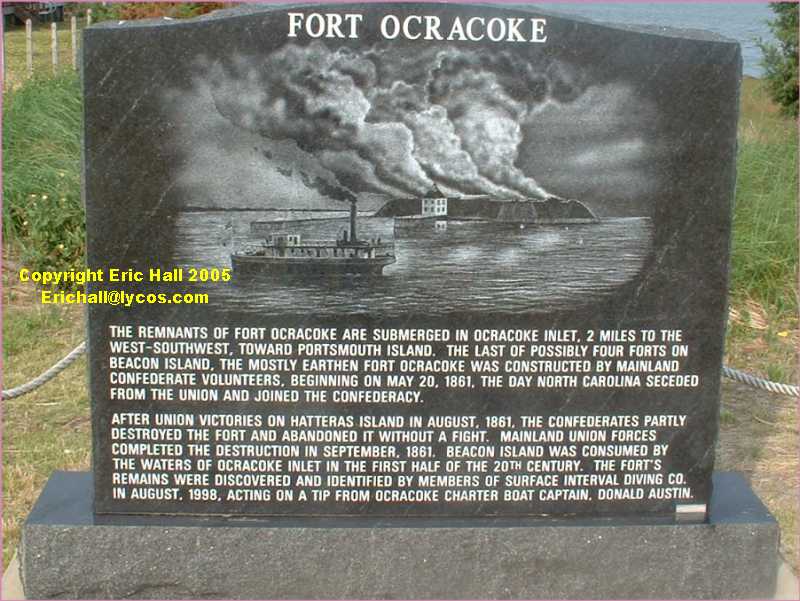 FORT OCRACOKE
Copyright Eric Hall 2005
Erichall@lycos.com
THE REMNANTS OF FORT OCRACOKE ARE SUBMERGED IN OCRACOKE INLET, 2 MILES TO THE
WEST-SOUTHWEST, TOWARD PORTSMOUTH ISLAND. THE LAST OF POSSIBLY FOUR FORTS ON
BEACON ISLAND, THE MOSTLY EARTHEN FORT OCRACOKE WAS CONSTRUCTED BY MAINLAND
CONFEDERATE VOLUNTEERS, BEGINNING ON MAY 20, 1861, THE DAY NORTH CAROLINA SECEDED
FROM THE UNION AND JOINED THE CONFEDERACY.
AFTER UNION VICTORIES ON HATTERAS ISLAND IN AUGUST, 1861, THE CONFEDERATES PARTLY
DESTROYED THE FORT AND ABANDONED IT WITHOUT A FIGHT. MAINLAND UNION FORCES
COMPLETED THE DESTRUCTION IN SEPTEMBER, 1861. BEACON ISLAND WAS CONSUMED BY
THE WATERS OF OCRACOKE INLET IN THE FIRST HALF OF THE 20TH CENTURY. THE FORT'S
REMAINS WERE DISCOVERED AND IDENTIFIED BY MEMBERS OF SURFACE INTERVAL DIVING CO.
IN AUGUST, 1998, ACTING ON A TIP FROM OCRACOKE CHARTER BOAT CAPTAIN, DONALD AUSTIN.